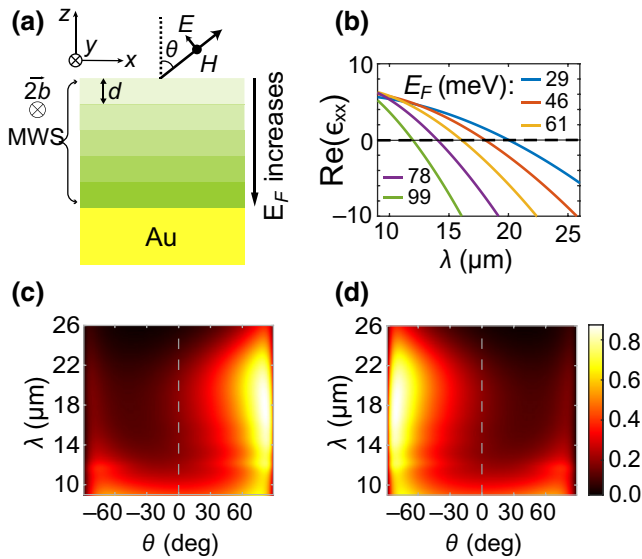 (a)
z
y
x
E
θ
H
2b̄
d
MWS
E_F increases
Au
(b)
Re(ϵ_xx)
10
0
−10
E_F (meV):
29
46
61
78
99
10 15 20 25
λ (μm)
(c)
λ (μm)
26
22
18
14
10
−60 −30 0 30 60
θ (deg)
(d)
λ (μm)
26
22
18
14
10
−60 −30 0 30 60
θ (deg)
0.8
0.6
0.4
0.2
0.0